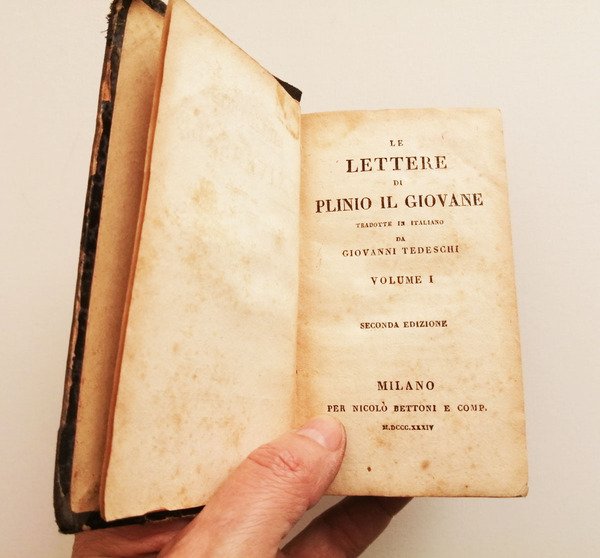 LE
LETTERE
DI
PLINIO IL GIOVANE
TRADOTTE IN ITALIANO
DA
GIOVANNI TEDESCHI
VOLUME I
SECONDA EDIZIONE
MILANO
PER NICOLÒ BETTONI E COMP.
M.DCCC.XXXIV